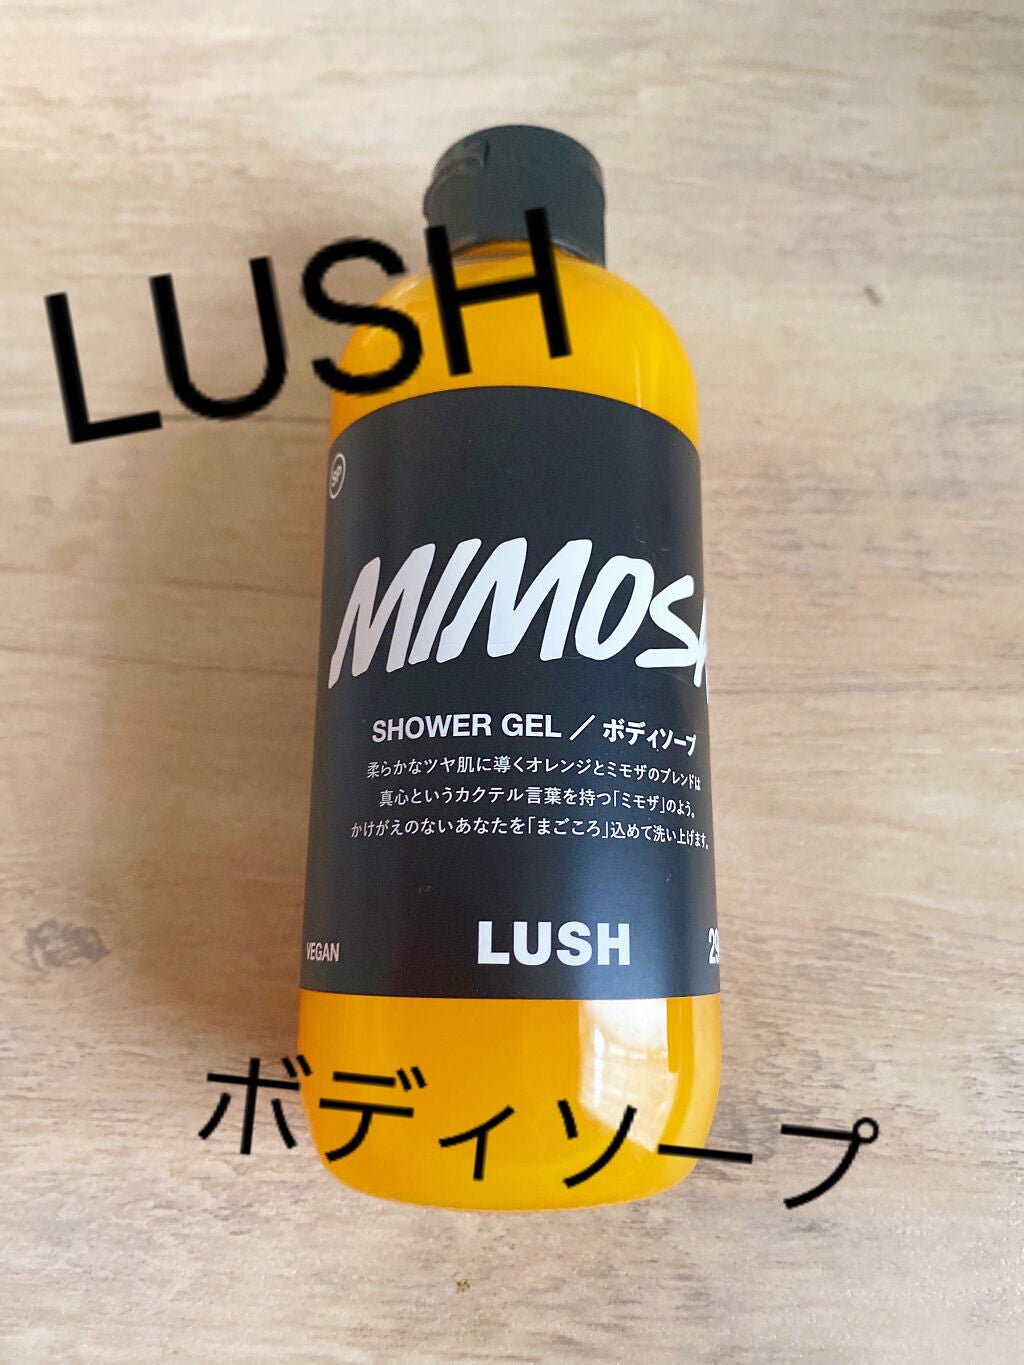 LUSH
SP
MIMOSA
SHOWER GEL / ボディソープ
柔らかなツヤ肌に導くオレンジとミモザのブレンドは
真心というカクテル言葉を持つ「ミモザ」のよう。
かけがえのないあなたを「まごころ」込めて洗い上げます。
VEGAN
LUSH
ボディソープ